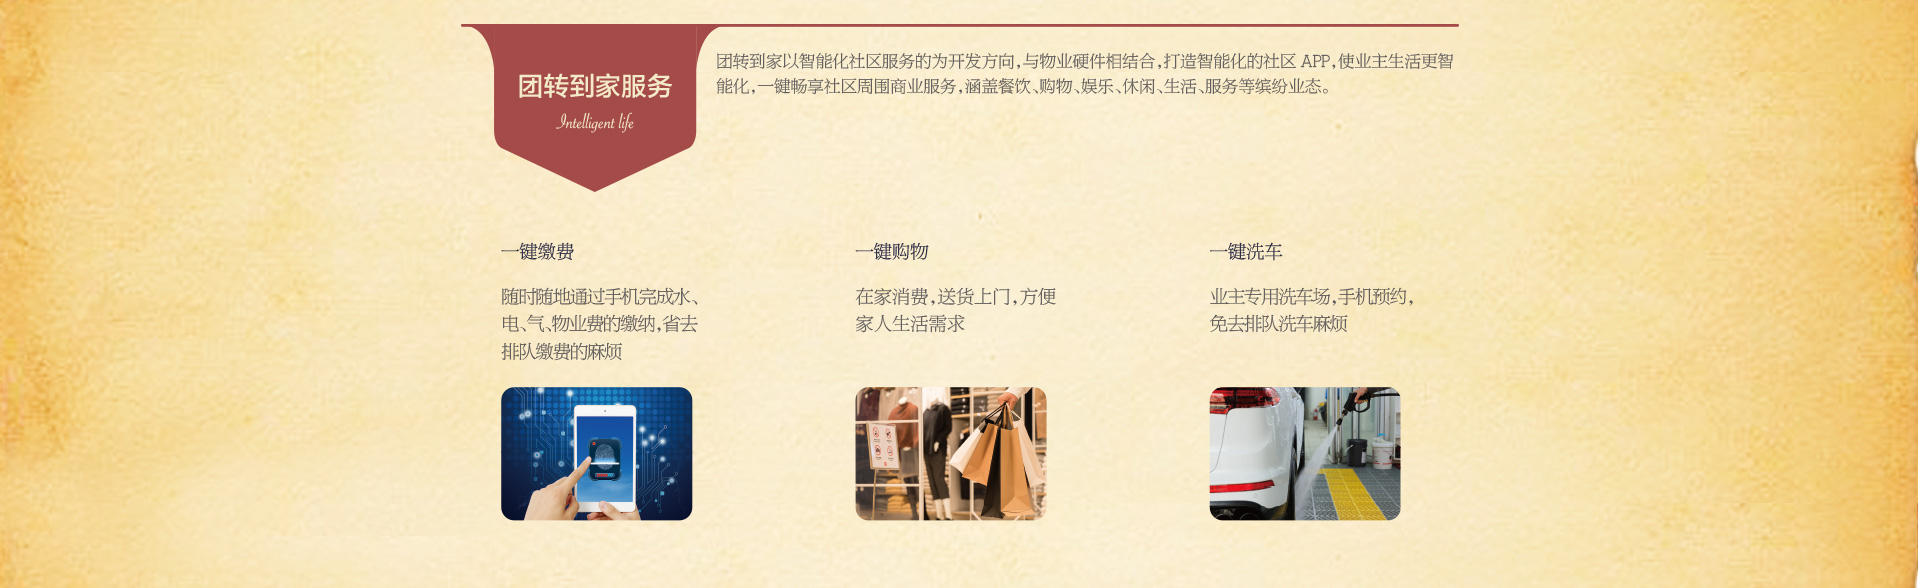 团转到家服务
Intelligent life
团转到家以智能化社区服务的为开发方向,与物业硬件相结合,打造智能化的社区 APP,使业主生活更智
能化,一键畅享社区周围商业服务,涵盖餐饮、购物、娱乐、休闲、生活、服务等缤纷业态。
一键缴费
随时随地通过手机完成水、
电、气、物业费的缴纳,省去
排队缴费的麻烦
一键购物
在家消费,送货上门,方便
家人生活需求
一键洗车
业主专用洗车场,手机预约,
免去排队洗车麻烦